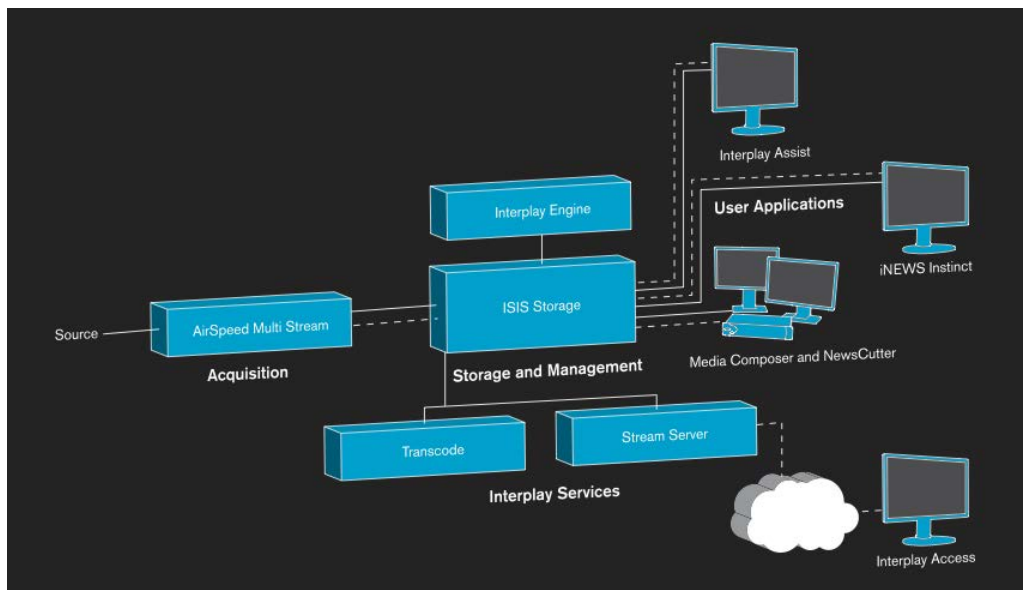 Interplay Assist
Interplay Engine
User Applications
iNEWS Instinct
ISIS Storage
Source
AirSpeed Multi Stream
Acquisition
Storage and Management
Media Composer and NewsCutter
Transcode
Stream Server
Interplay Services
Interplay Access